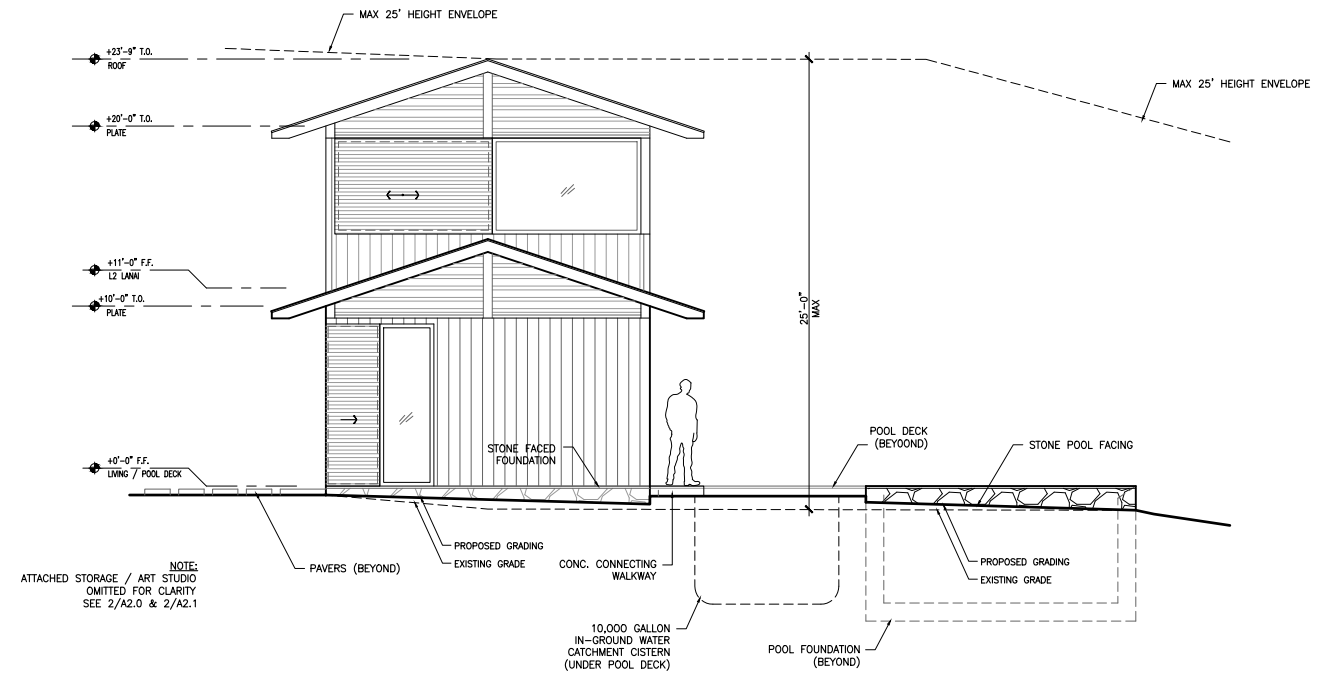 MAX 25' HEIGHT ENVELOPE
+23'-9" T.O.
ROOF
MAX 25' HEIGHT ENVELOPE
+20'-0" T.O.
PLATE
+11'-0" F.F.
L2 LANAI
+10'-0" T.O.
PLATE
25'-0"
MAX
POOL DECK
(BEYOOND)
STONE POOL FACING
STONE FACED
FOUNDATION
+0'-0" F.F.
LIVING / POOL DECK
PROPOSED GRADING
EXISTING GRADE
PAVERS (BEYOND)
CONC. CONNECTING
WALKWAY
PROPOSED GRADING
EXISTING GRADE
NOTE:
ATTACHED STORAGE / ART STUDIO
OMITTED FOR CLARITY
SEE 2/A2.0 & 2/A2.1
10,000 GALLON
IN-GROUND WATER
CATCHMENT CISTERN
(UNDER POOL DECK)
POOL FOUNDATION
(BEYOND)